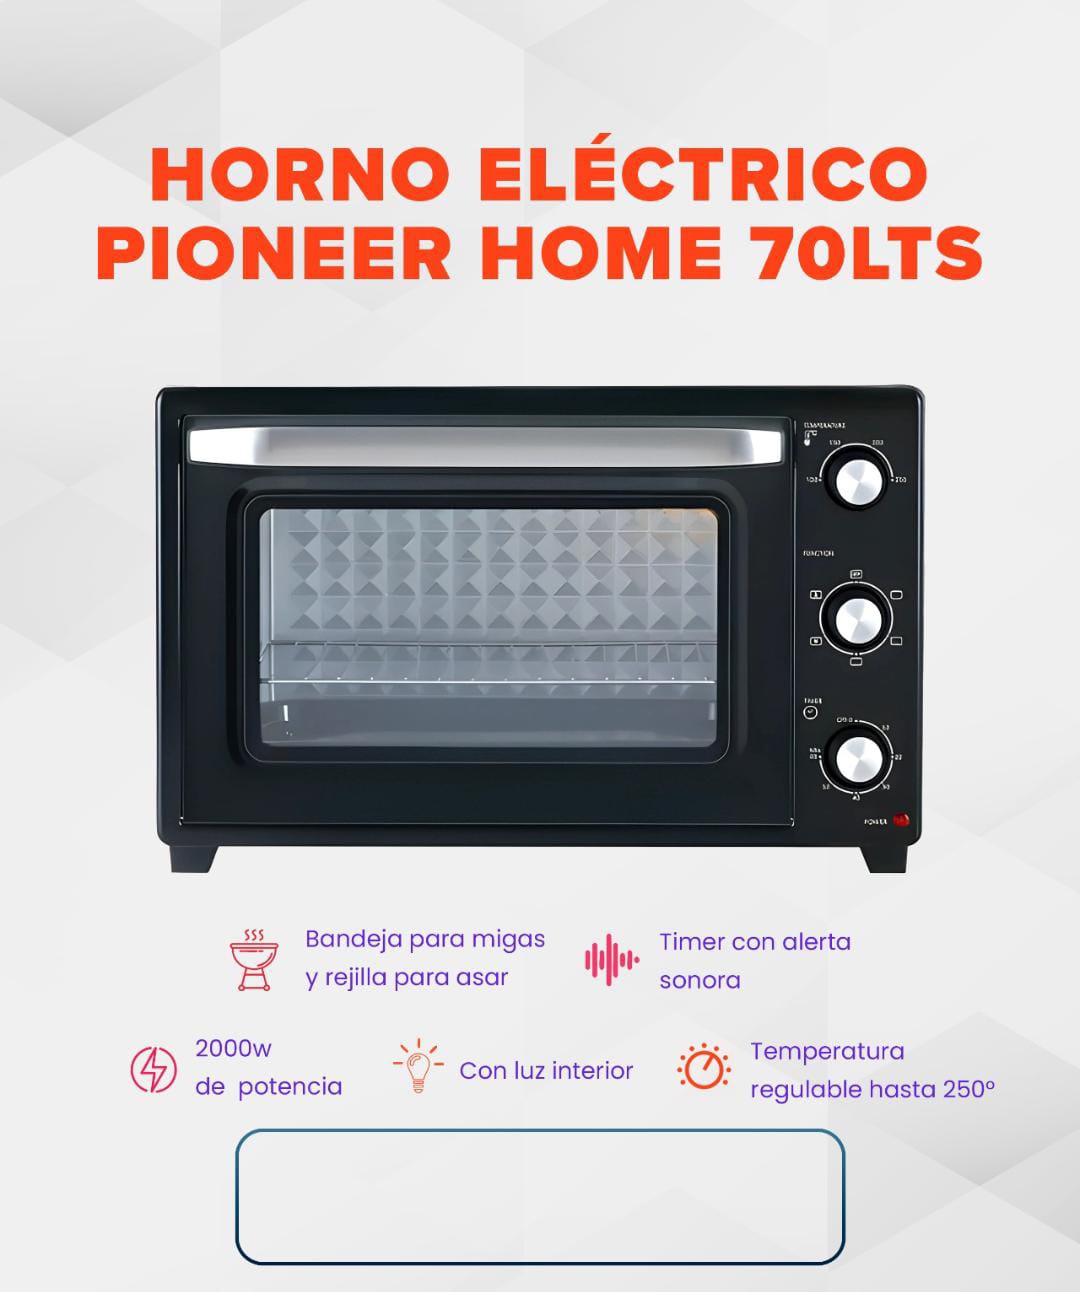 HORNO ELÉCTRICO
PIONEER HOME 70LTS
Bandeja para migas
y rejilla para asar
Timer con alerta
sonora
2000w
de potencia
Con luz interior
Temperatura
regulable hasta 250°